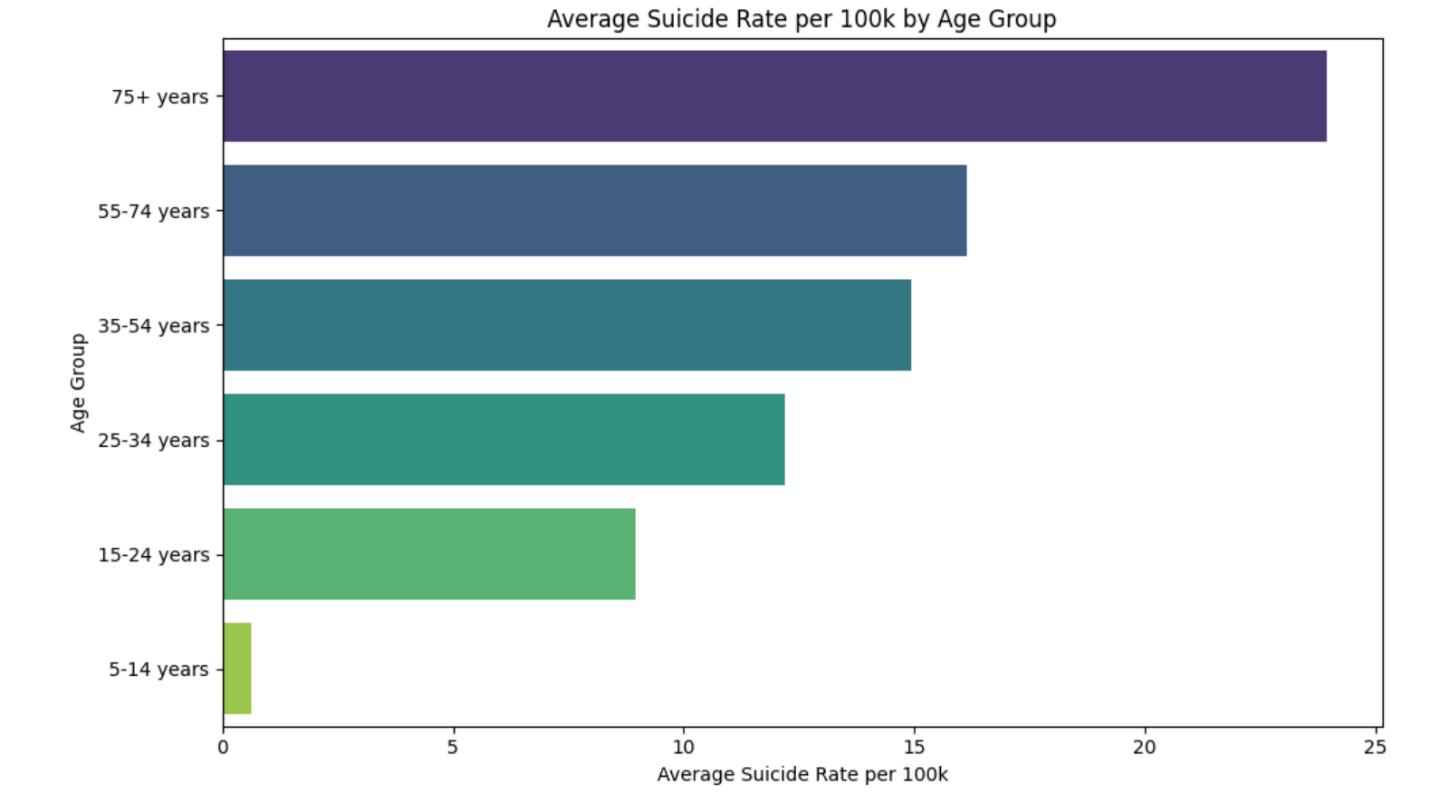 Average Suicide Rate per 100k by Age Group
75+ years
55-74 years
35-54 years
25-34 years
15-24 years
5-14 years
Age Group
0 5 10 15 20 25
Average Suicide Rate per 100k